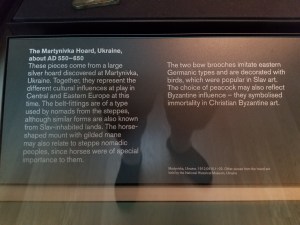 The Martynivka Hoard, Ukraine,
about AD 550–650
These pieces come from a large
silver hoard discovered at Martynivka,
Ukraine. Together, they represent the
different cultural influences at play in
Central and Eastern Europe at this
time. The belt-fittings are of a type
used by nomads from the steppes,
although similar forms are also known
from Slav-inhabited lands. The horse-
shaped mount with gilded mane
may also relate to steppe nomadic
peoples, since horses were of special
importance to them.
The two bow brooches imitate eastern
Germanic types and are decorated with
birds, which were popular in Slav art.
The choice of peacock may also reflect
Byzantine influence – they symbolised
immortality in Christian Byzantine art.
Martynivka, Ukraine